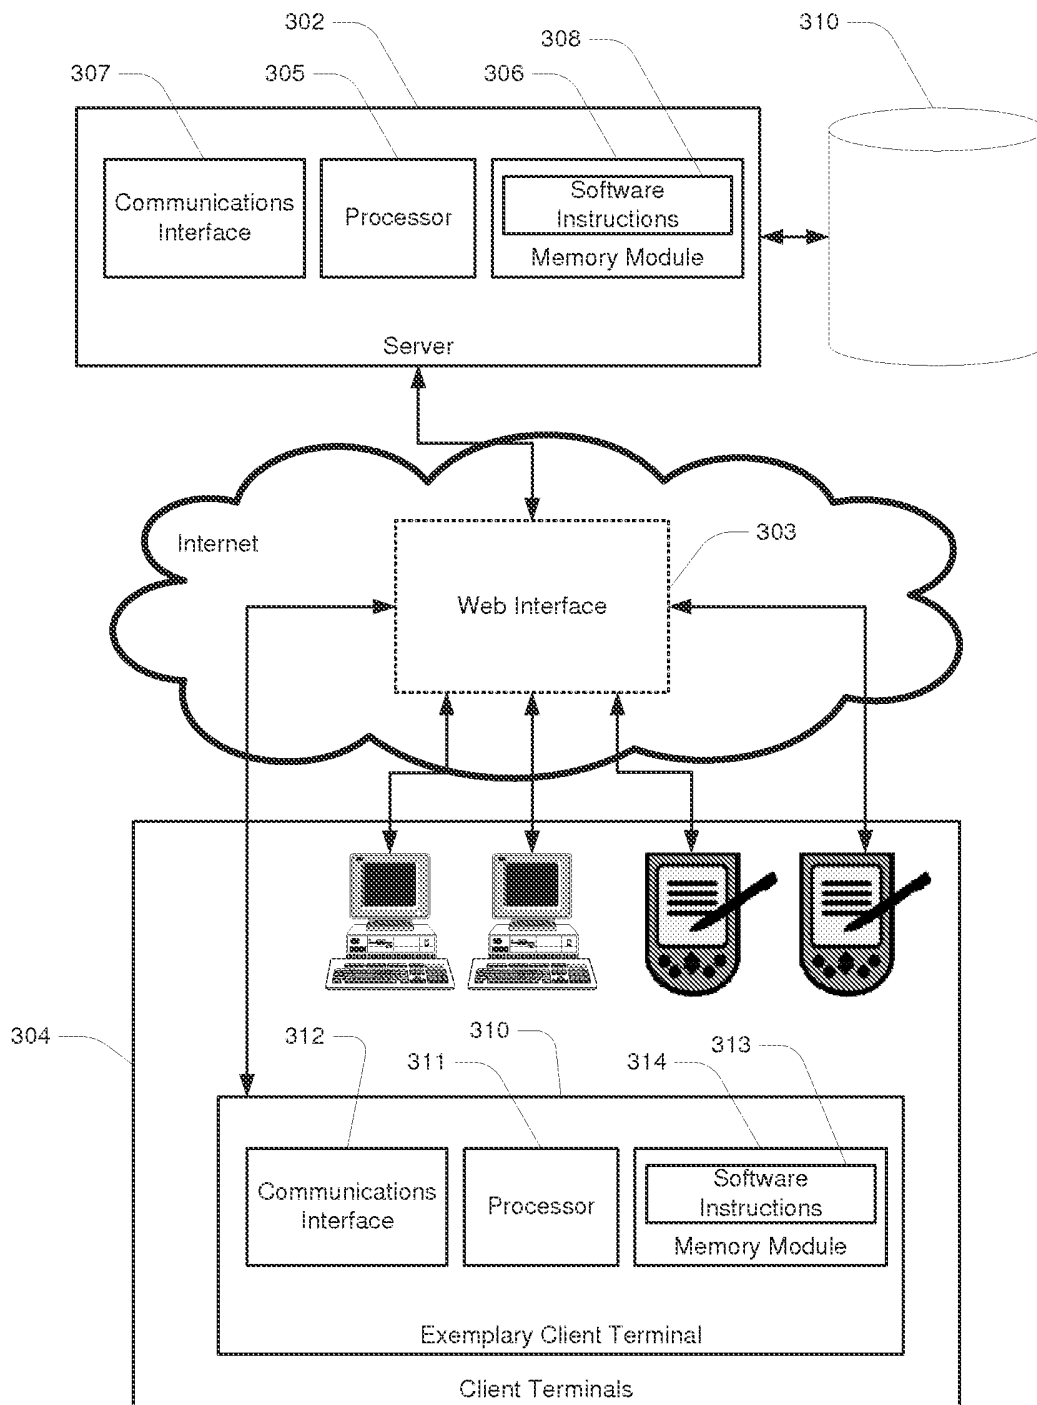 302
310
308
307
305
306
Communications
Interface
Processor
Software
Instructions
Memory Module
Server
Internet
303
Web Interface
304
312
311
310
314
313
Communications
Interface
Processor
Software
Instructions
Memory Module
Exemplary Client Terminal
Client Terminals